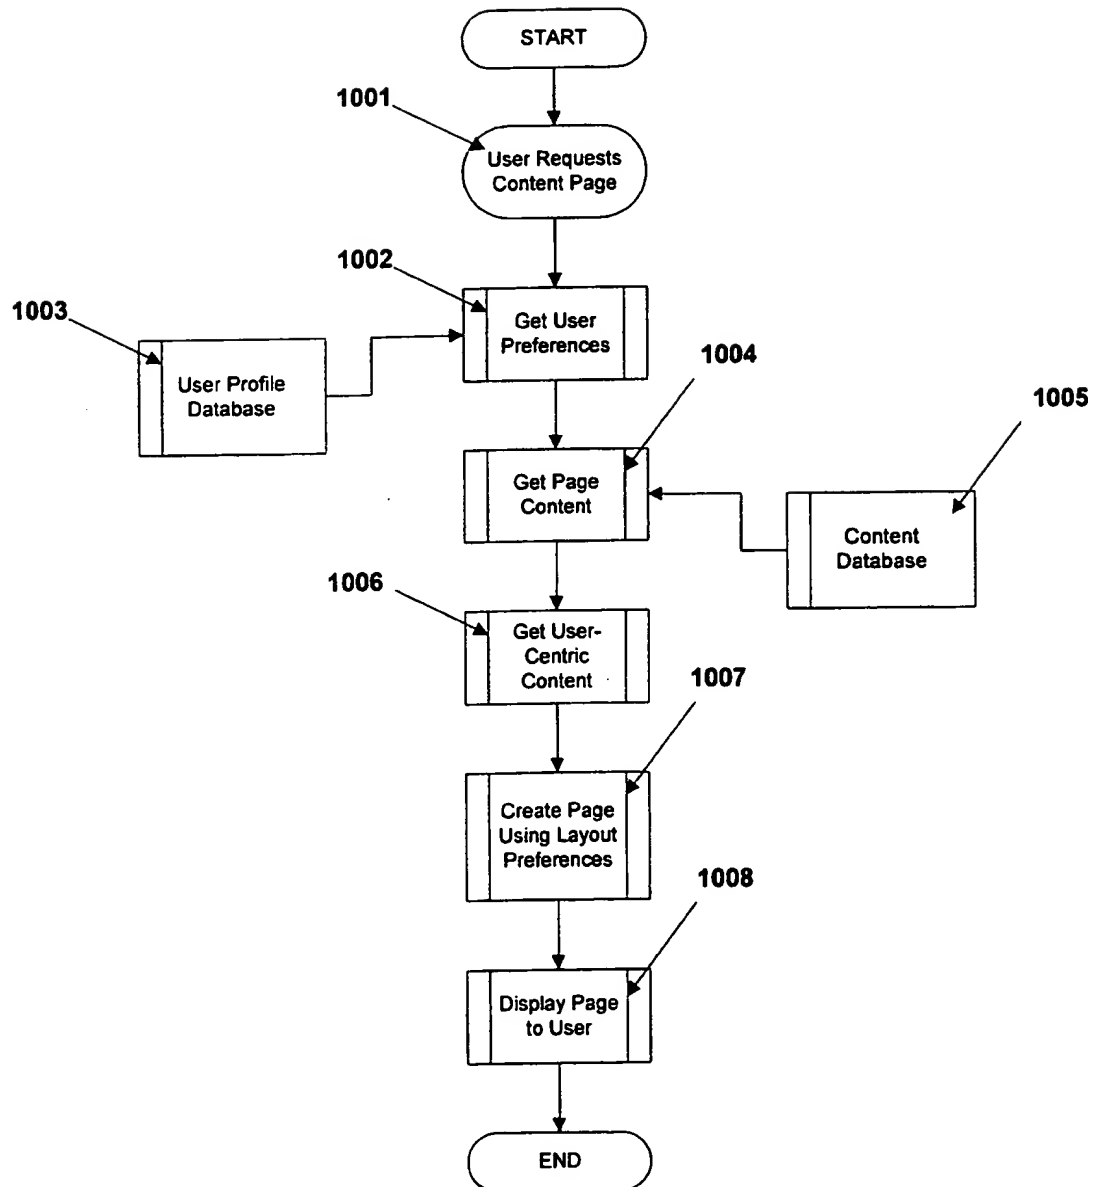 START
1001
User Requests
Content Page
1002
Get User
Preferences
1003
User Profile
Database
1004
Get Page
Content
1005
Content
Database
1006
Get User-
Centric
Content
1007
Create Page
Using Layout
Preferences
1008
Display Page
to User
END